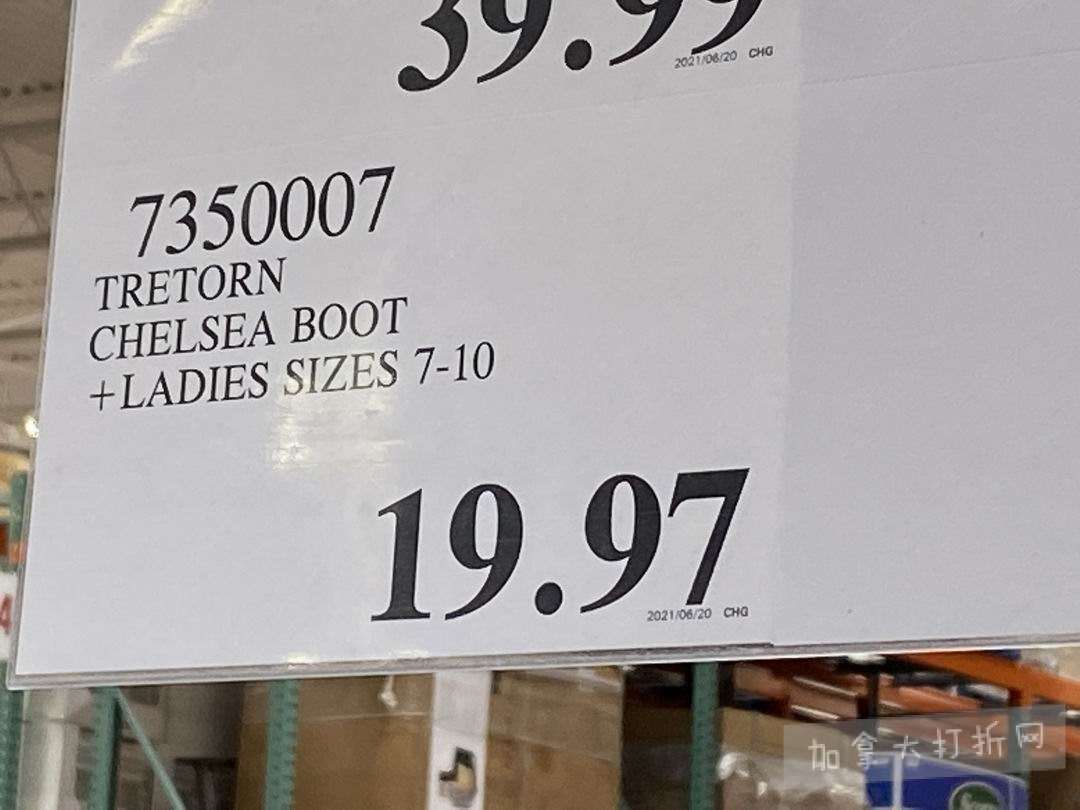 39.99
2021/06/20 CHG
7350007
TRETORN
CHELSEA BOOT
+LADIES SIZES 7-10
19.97
2021/06/20 CHG
4
加拿大打折网